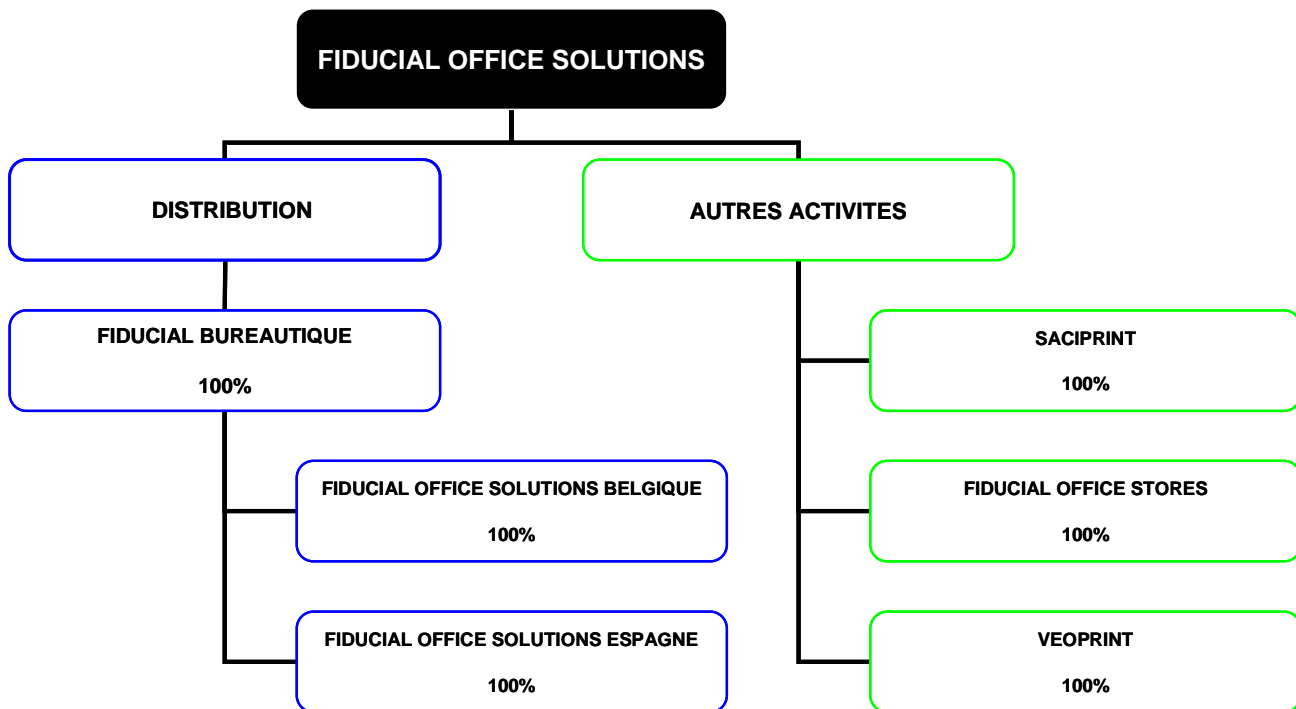 FIDUCIAL OFFICE SOLUTIONS
DISTRIBUTION
AUTRES ACTIVITES
FIDUCIAL BUREAUTIQUE
100%
SACIPRINT
100%
FIDUCIAL OFFICE SOLUTIONS BELGIQUE
100%
FIDUCIAL OFFICE STORES
100%
FIDUCIAL OFFICE SOLUTIONS ESPAGNE
100%
VEOPRINT
100%